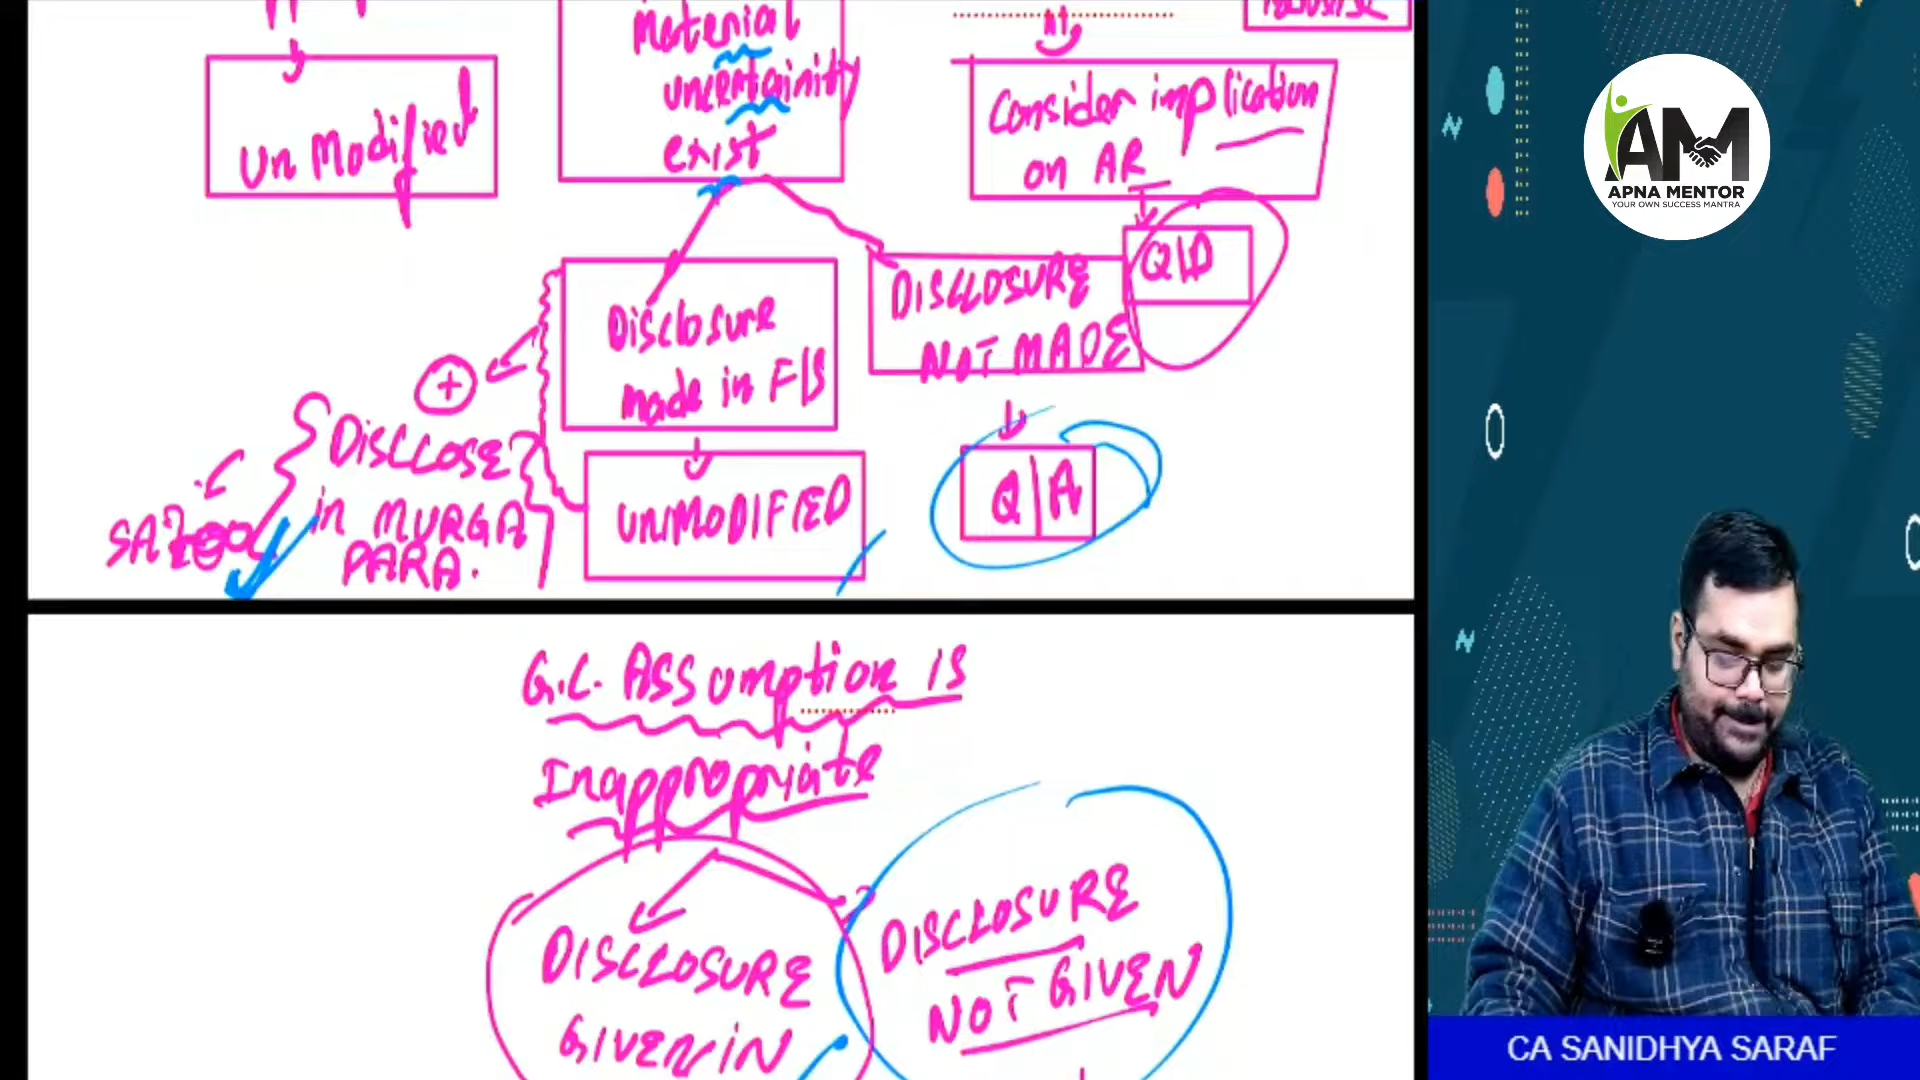 Material
uncertainity
exist
Un Modified
Consider implication
on AR
Q|D
Disclosure
made in F/S
DISCLOSURE
NOT MADE
+
DISCLOSE
in MURGA
PARA.
SA
UNMODIFIED
Q|A
G.C. Assumption is
Inappropriate
DISCLOSURE
GIVEN IN
DISCLOSURE
NOT GIVEN
AM
APNA MENTOR
YOUR OWN SUCCESS MANTRA
CA SANIDHYA SARAF